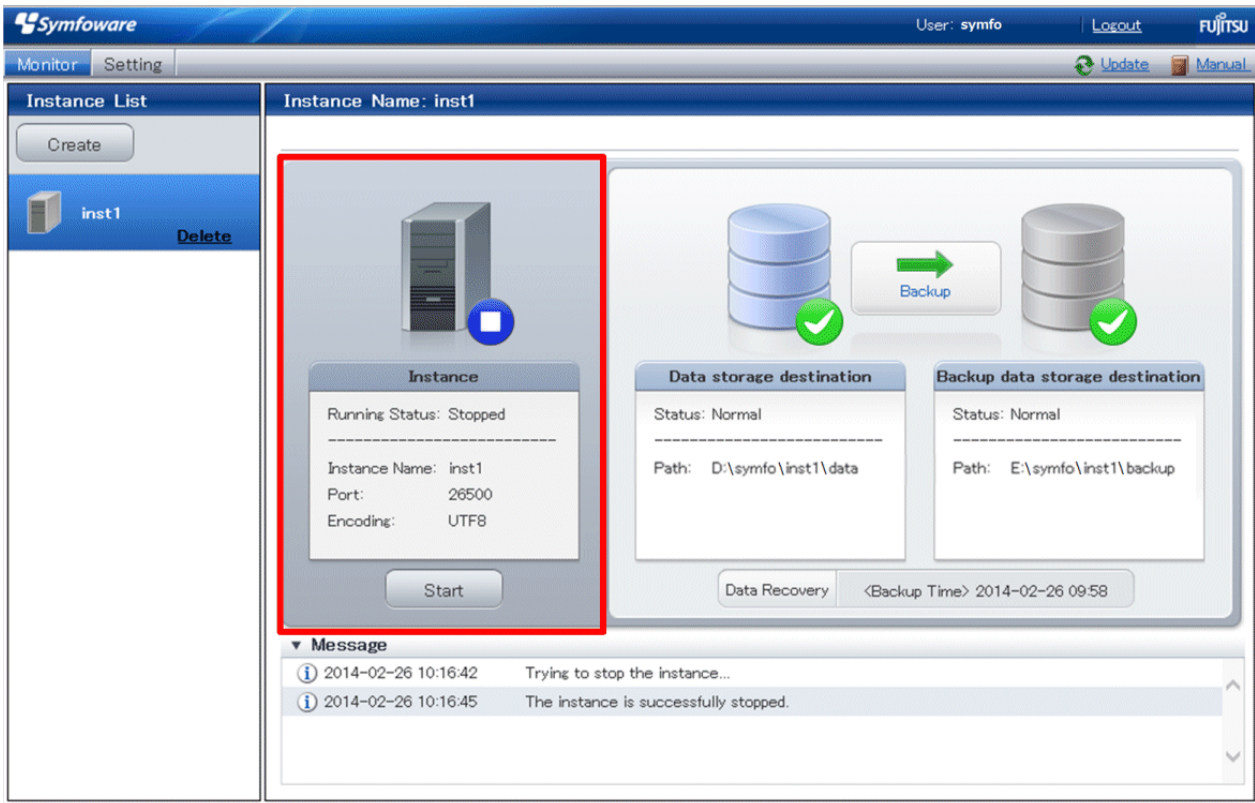 Symfoware
User: symfo
Logout
FUJITSU
Monitor
Setting
Update
Manual
Instance List
Create
inst1
Delete
Instance Name: inst1
Instance
Running Status: Stopped
--------------------------
Instance Name: inst1
Port: 26500
Encoding: UTF8
Start
Backup
Data storage destination
Status: Normal
--------------------------
Path: D:\symfo\inst1\data
Backup data storage destination
Status: Normal
--------------------------
Path: E:\symfo\inst1\backup
Data Recovery
<Backup Time> 2014-02-26 09:58
▼ Message
2014-02-26 10:16:42 Trying to stop the instance...
2014-02-26 10:16:45 The instance is successfully stopped.